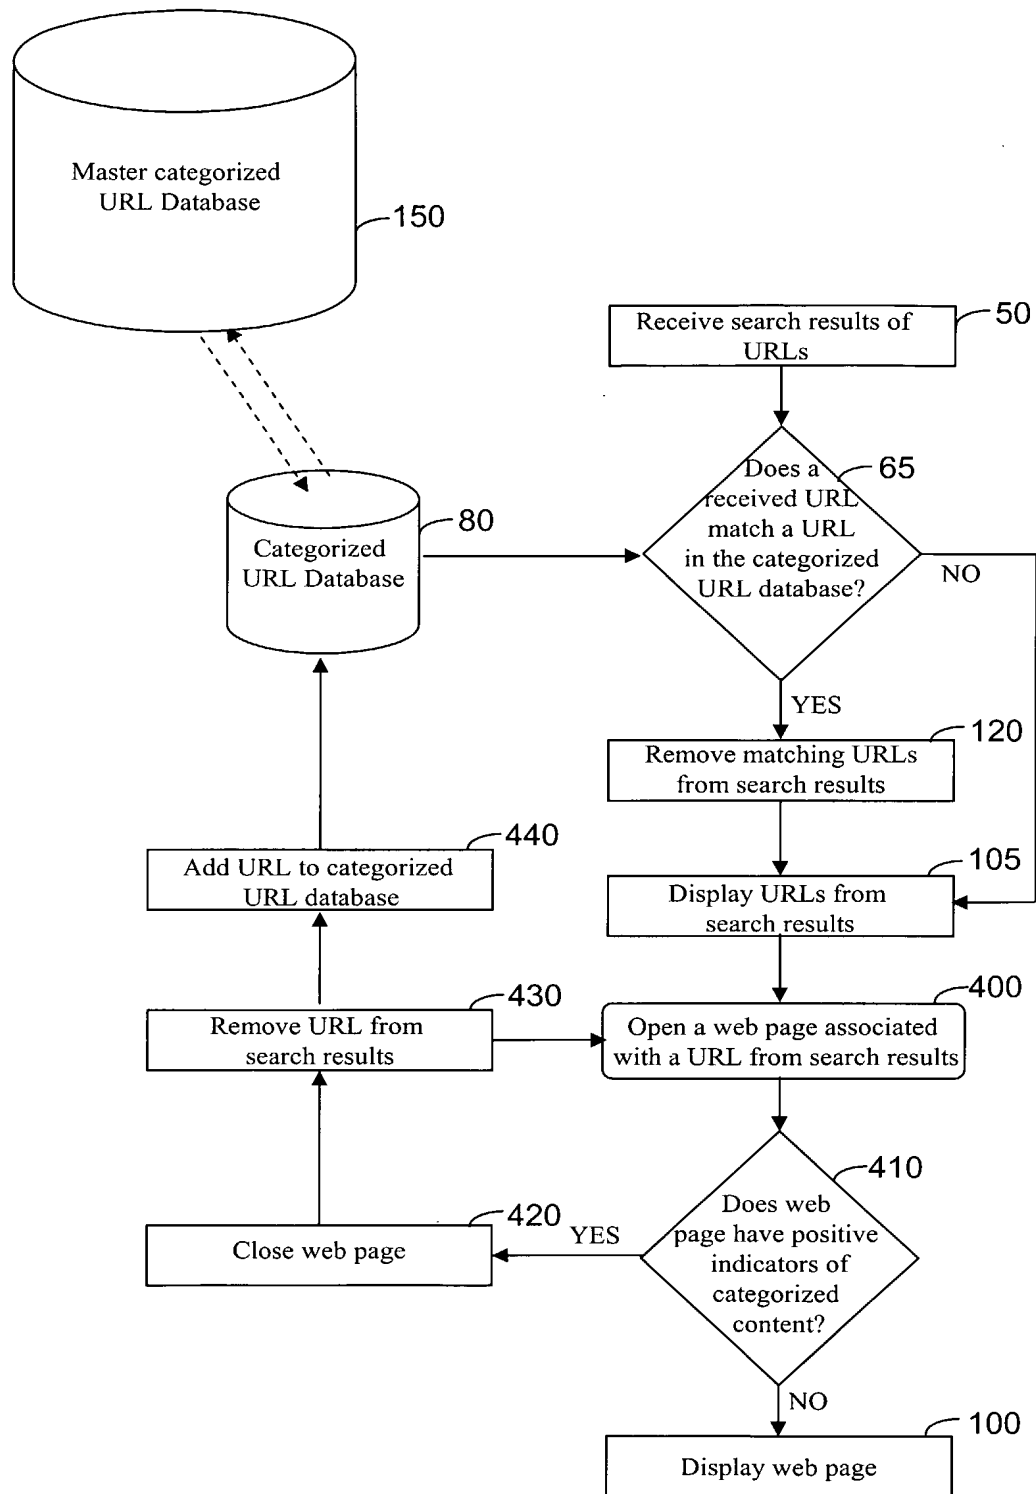 Master categorized
URL Database
150
Receive search results of
URLs
50
Does a
received URL
match a URL
in the categorized
URL database?
65
NO
YES
Categorized
URL Database
80
Remove matching URLs
from search results
120
Add URL to categorized
URL database
440
Display URLs from
search results
105
Remove URL from
search results
430
Open a web page associated
with a URL from search results
400
Does web
page have positive
indicators of
categorized
content?
410
YES
Close web page
420
NO
Display web page
100